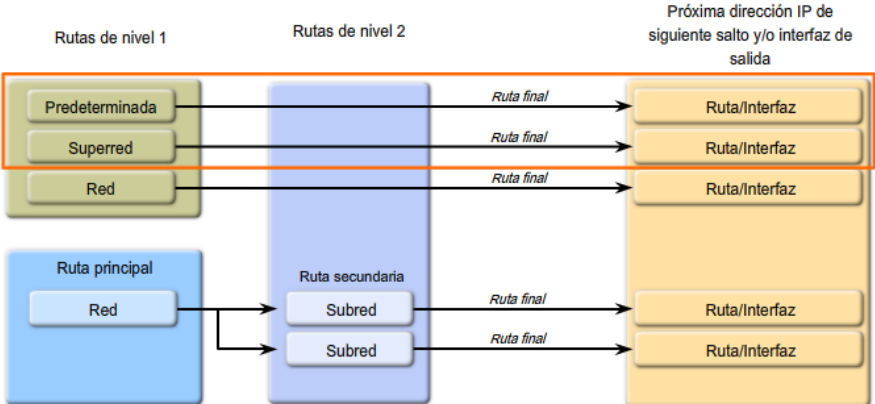 Rutas de nivel 1
Rutas de nivel 2
Próxima dirección IP de
siguiente salto y/o interfaz de
salida
Predeterminada
Ruta final
Ruta/Interfaz
Superred
Ruta final
Ruta/Interfaz
Red
Ruta final
Ruta/Interfaz
Ruta principal
Ruta secundaria
Red
Subred
Ruta final
Ruta/Interfaz
Subred
Ruta final
Ruta/Interfaz